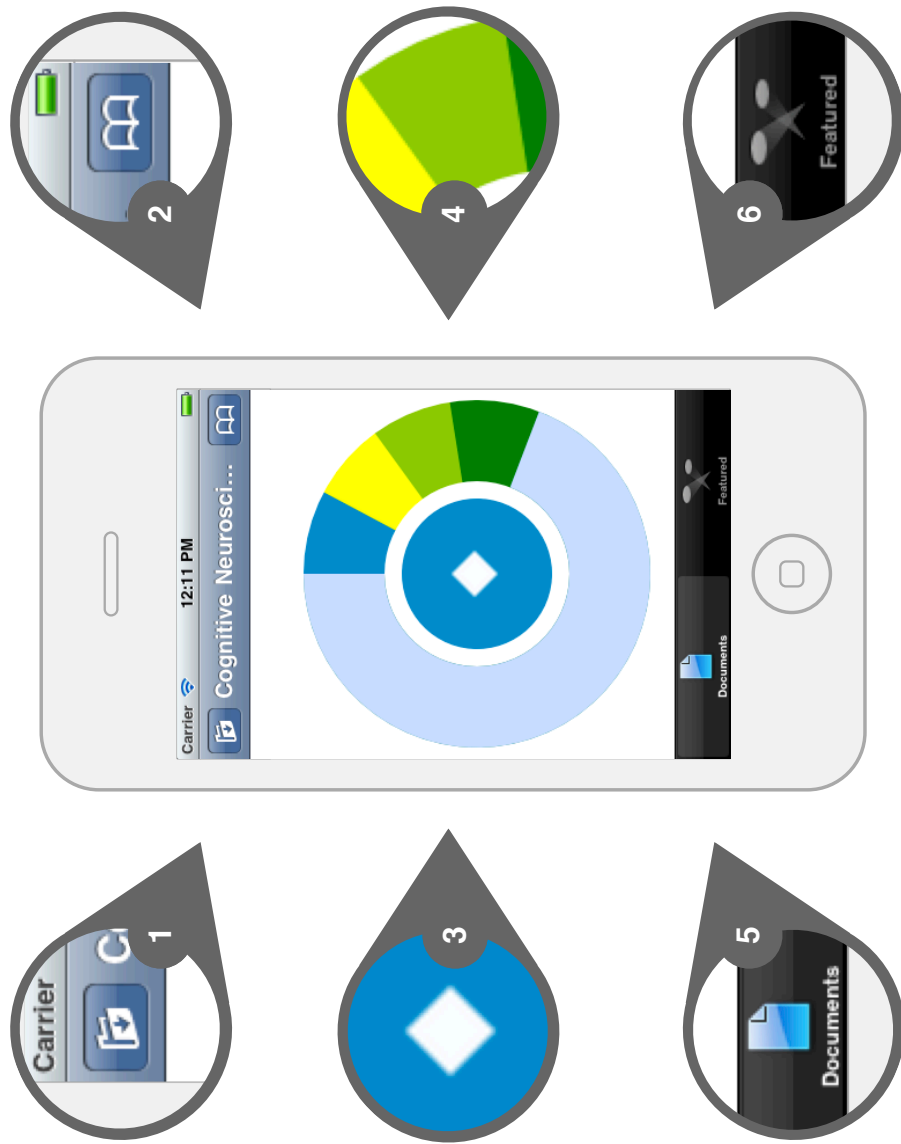 Carrier
1
Carrier 12:11 PM
Cognitive Neurosci...
2
3
4
Documents
5
Documents
Featured
6
Featured